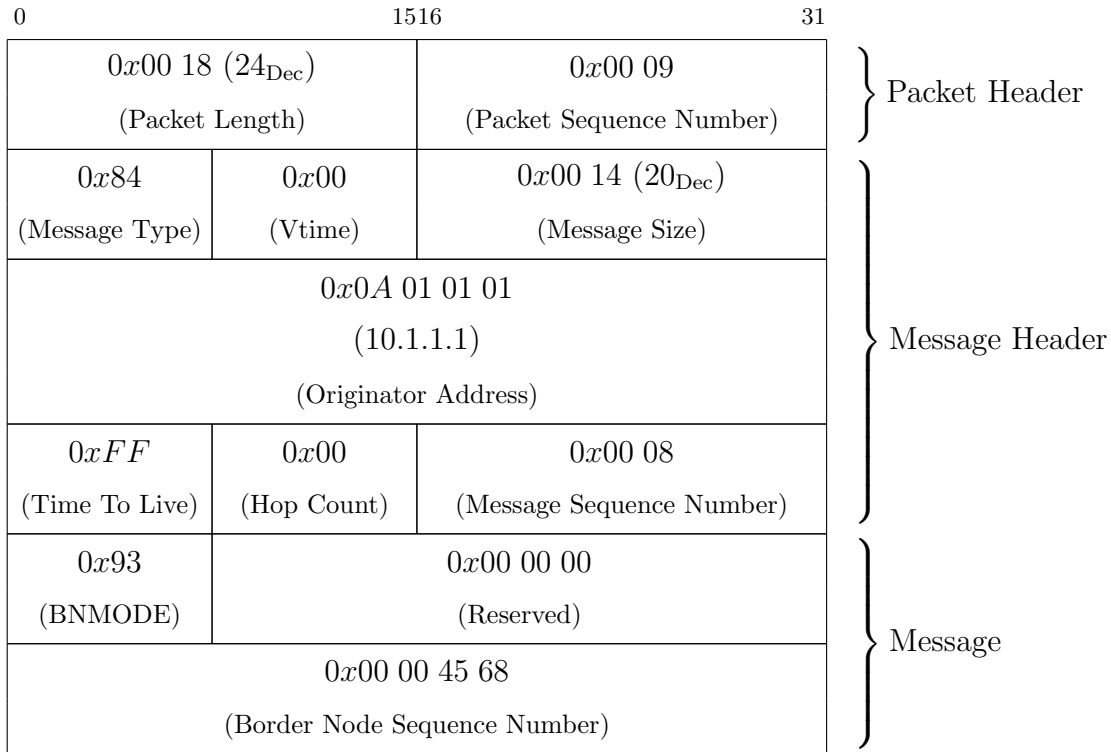 0 1516 31
0x00 18 (24Dec) 0x00 09
(Packet Length) (Packet Sequence Number)
Packet Header
0x84 0x00 0x00 14 (20Dec)
(Message Type) (Vtime) (Message Size)
0x0A 01 01 01
(10.1.1.1)
(Originator Address)
Message Header
0xFF 0x00 0x00 08
(Time To Live) (Hop Count) (Message Sequence Number)
0x93 0x00 00 00
(BNMODE) (Reserved)
Message
0x00 00 45 68
(Border Node Sequence Number)